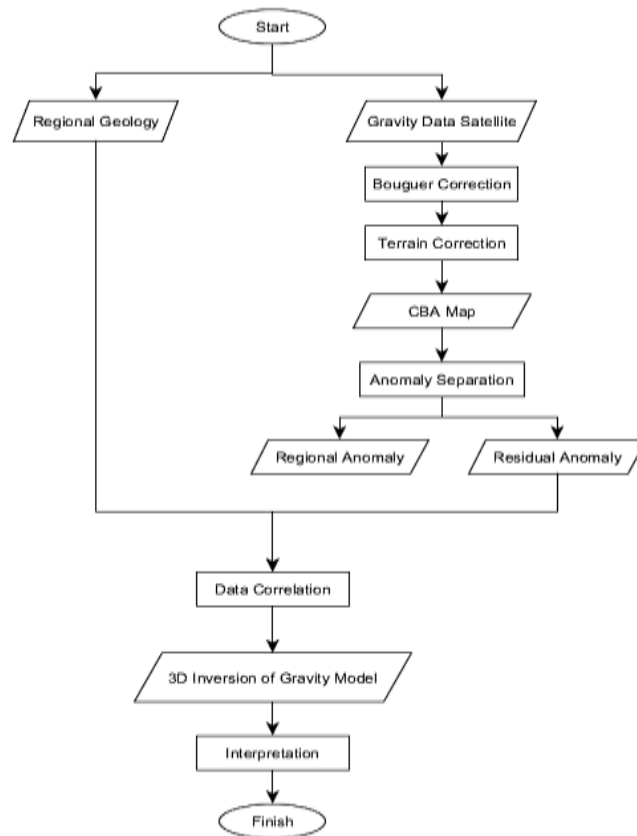 Start
Regional Geology
Gravity Data Satellite
Bouguer Correction
Terrain Correction
CBA Map
Anomaly Separation
Regional Anomaly
Residual Anomaly
Data Correlation
3D Inversion of Gravity Model
Interpretation
Finish